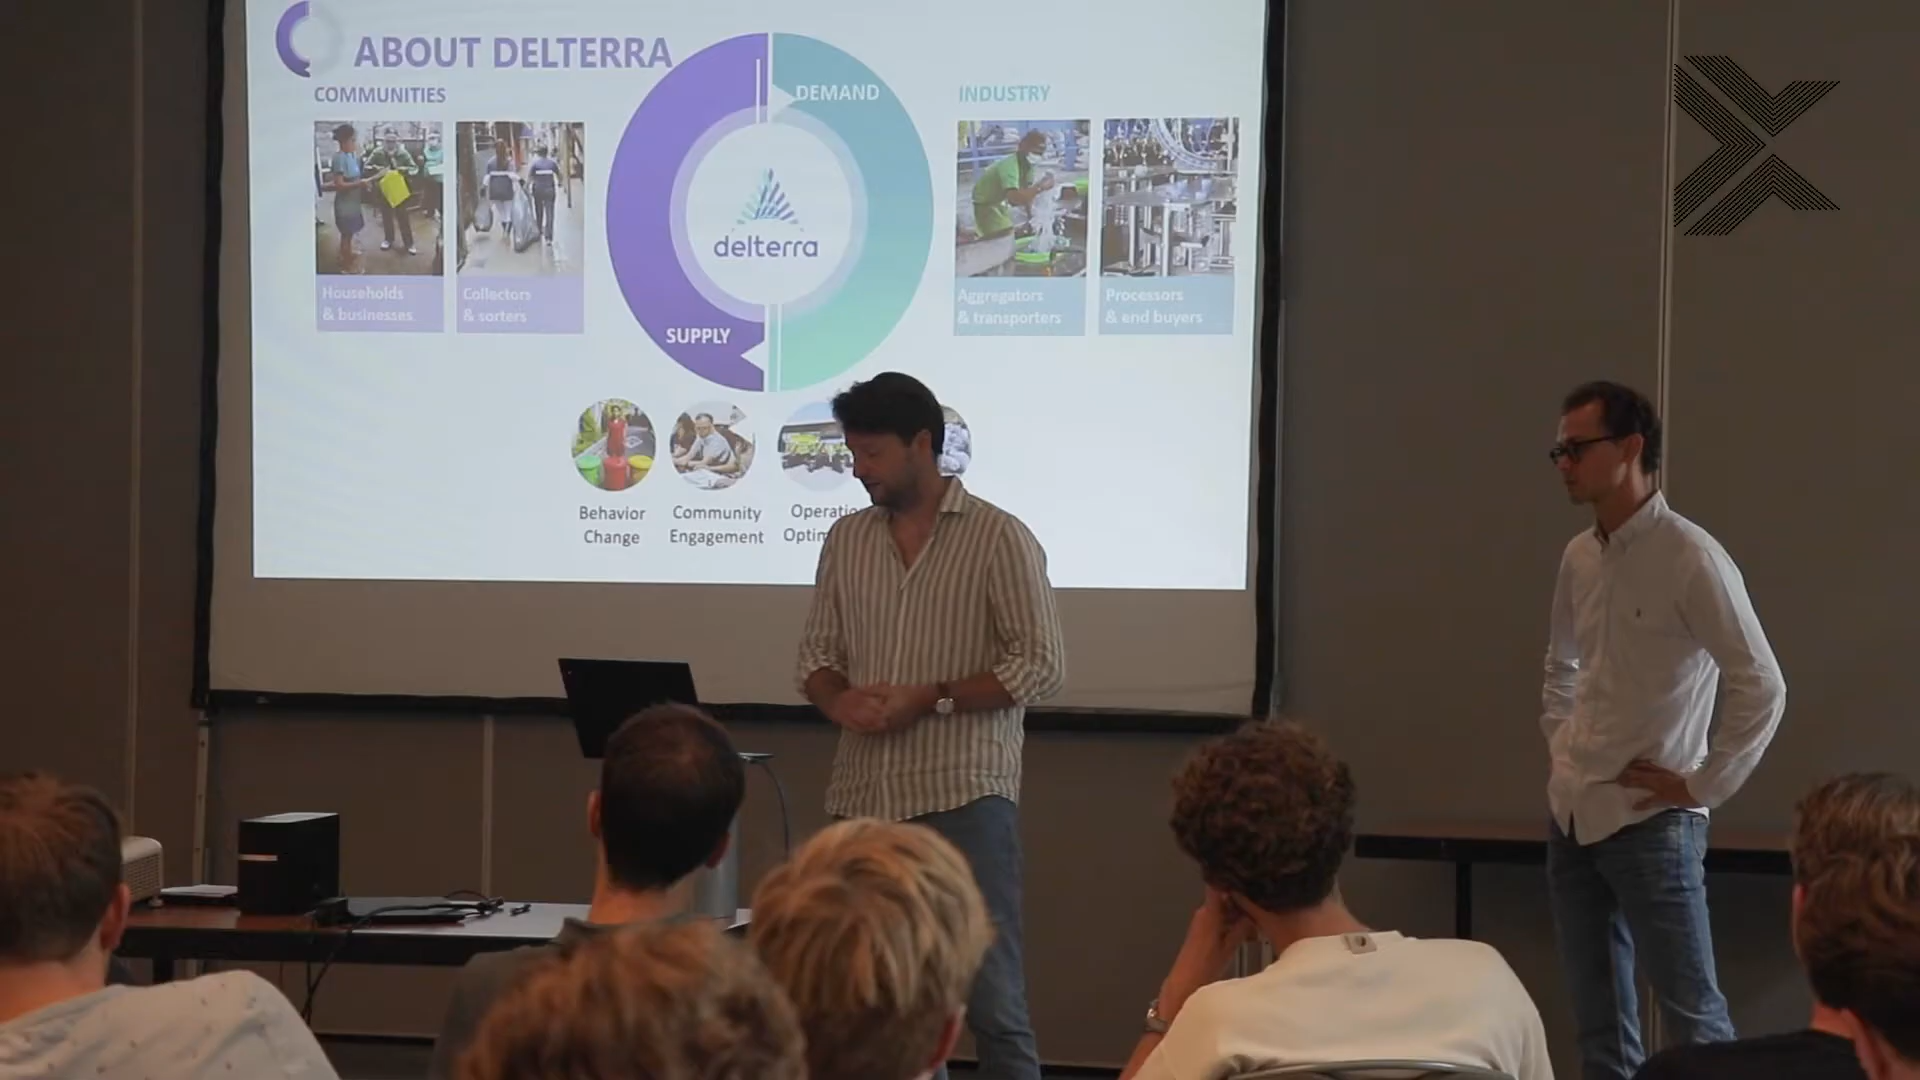 ABOUT DELTERRA
COMMUNITIES
DEMAND
INDUSTRY
delterra
Households
& businesses
Collectors
& sorters
Aggregators
& transporters
Processors
& end buyers
SUPPLY
Behavior
Change
Community
Engagement